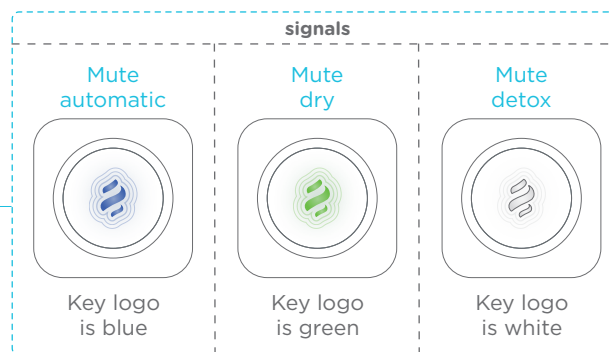 signals
Mute
automatic
Key logo
is blue
Mute
dry
Key logo
is green
Mute
detox
Key logo
is white